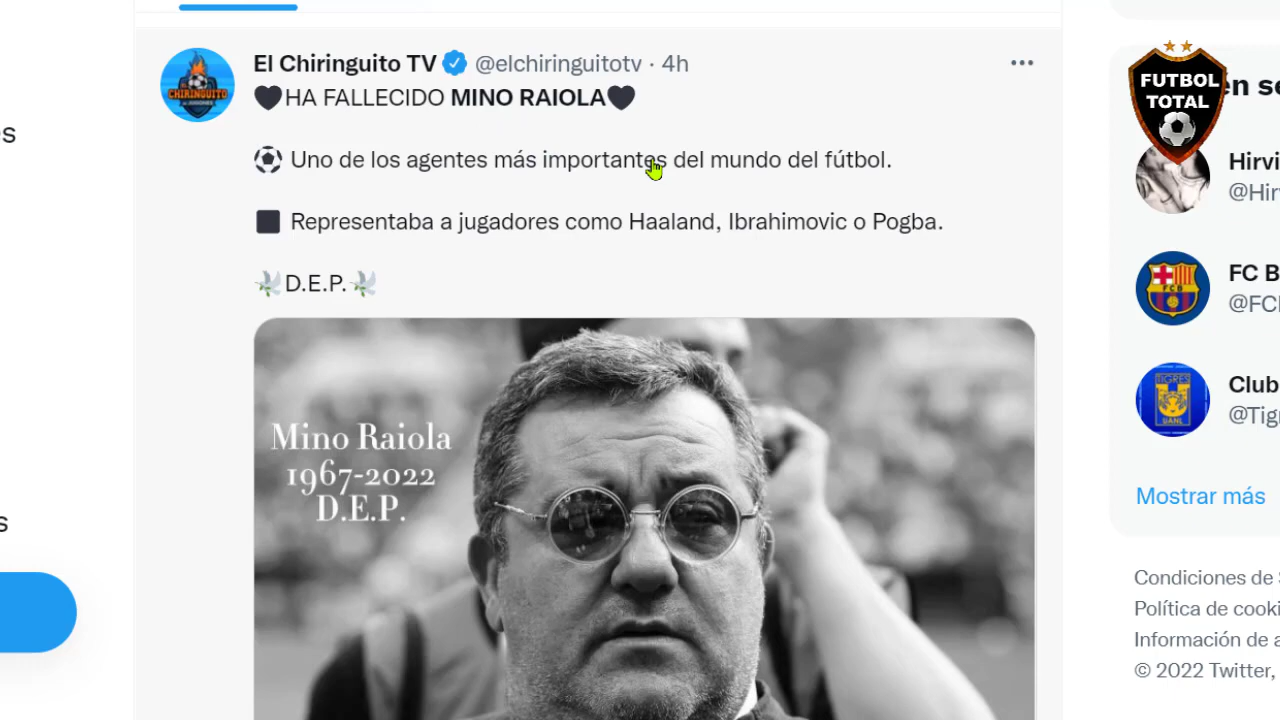 El Chiringuito TV @elchiringuitotv · 4h
🖤HA FALLECIDO MINO RAIOLA🖤
⚽ Uno de los agentes más importantes del mundo del fútbol.
⬛ Representaba a jugadores como Haaland, Ibrahimovic o Pogba.
🕊D.E.P.🕊
Mino Raiola
1967-2022
D.E.P.
FUTBOL
TOTAL
Hirvi
@Hir
FC B
@FC
Club
@Tigr
Mostrar más
Condiciones de
Política de cooki
Información de a
© 2022 Twitter,